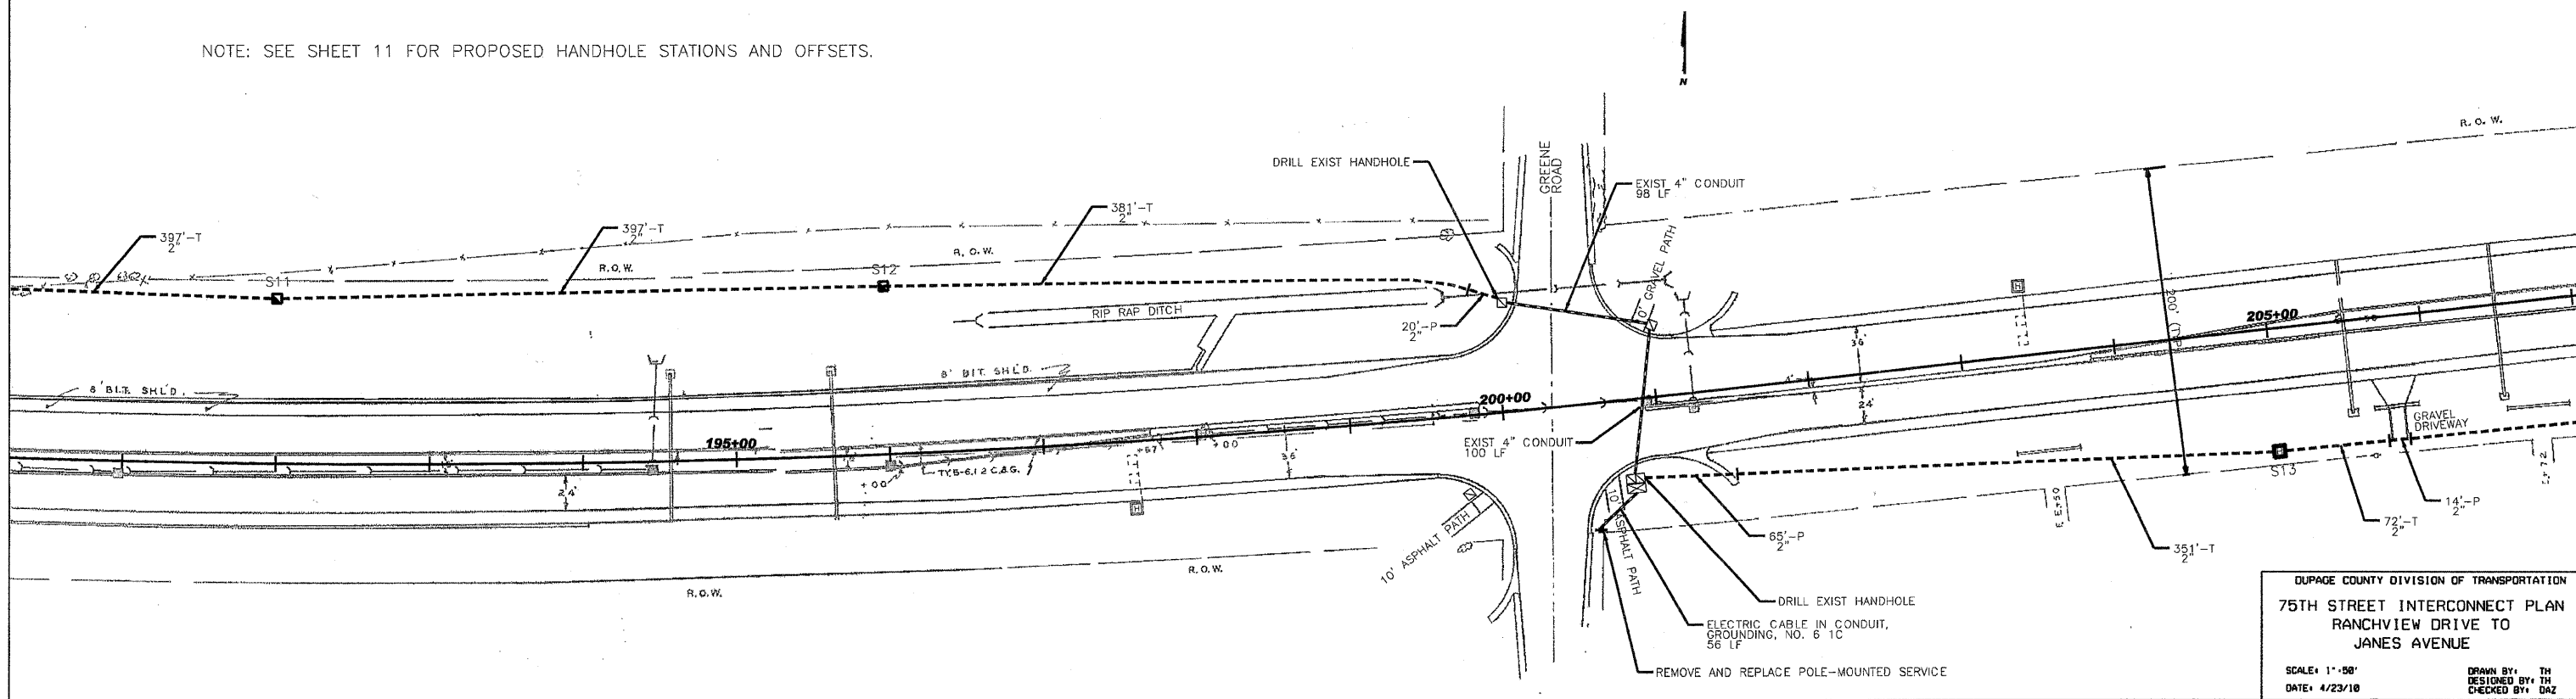 NOTE: SEE SHEET 11 FOR PROPOSED HANDHOLE STATIONS AND OFFSETS.
N
R. O. W.
DRILL EXIST HANDHOLE
GREENE
ROAD
EXIST 4" CONDUIT
98 LF
397'-T
2"
397'-T
2"
381'-T
2"
S11
R.O.W.
S12
R. O. W.
10' GRAVEL PATH
RIP RAP DITCH
20'-P
2"
H
36'
200'
205+00
8' BIT. SHLD.
8' BIT. SHLD.
200+00
4'
24'
195+00
EXIST 4" CONDUIT
100 LF
GRAVEL
DRIVEWAY
+57
+00
36'
TY.B-6.12 C.&G.
+00
24'
H
S13
10' ASPHALT PATH
10' ASPHALT PATH
65'-P
2"
351'-T
2"
72'-T
2"
14'-P
2"
R.O.W.
R.O.W.
DRILL EXIST HANDHOLE
ELECTRIC CABLE IN CONDUIT,
GROUNDING, NO. 6 1C
56 LF
REMOVE AND REPLACE POLE-MOUNTED SERVICE
DUPAGE COUNTY DIVISION OF TRANSPORTATION
75TH STREET INTERCONNECT PLAN
RANCHVIEW DRIVE TO
JANES AVENUE
SCALE: 1"=50'
DATE: 4/23/10
DRAWN BY: TH
DESIGNED BY: TH
CHECKED BY: DAZ